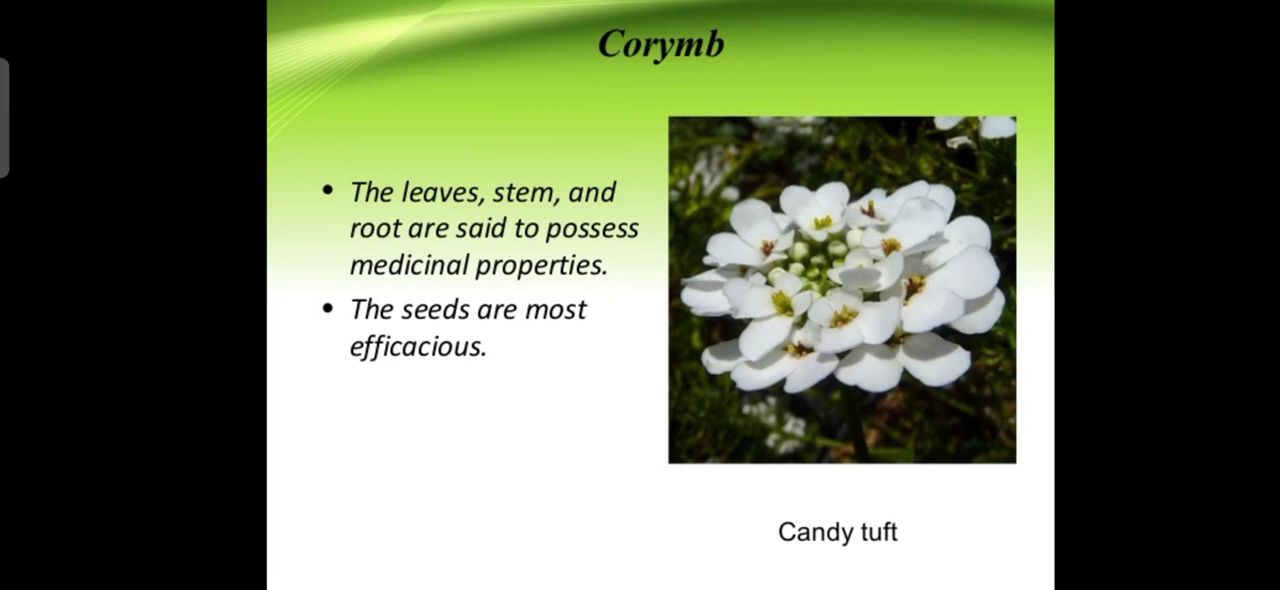 Corymb
• The leaves, stem, and
root are said to possess
medicinal properties.
• The seeds are most
efficacious.
Candy tuft